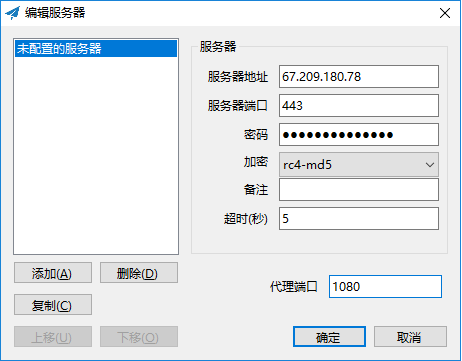 编辑服务器
未配置的服务器
服务器
服务器地址 67.209.180.78
服务器端口 443
密码 ●●●●●●●●●●●●●●
加密 rc4-md5
备注
超时(秒) 5
添加(A) 删除(D)
复制(C)
代理端口 1080
上移(U) 下移(O)
确定 取消